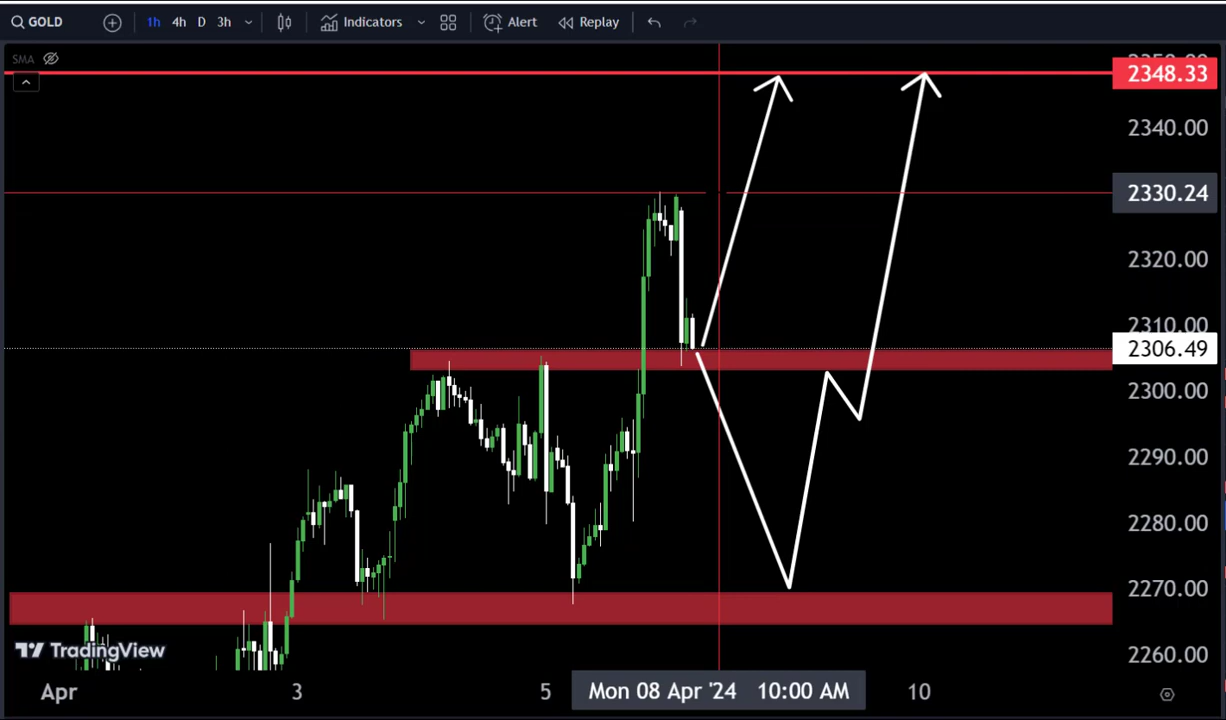 GOLD 1h 4h D 3h Indicators Alert Replay
SMA
2348.33
2340.00
2330.24
2320.00
2310.00
2306.49
2300.00
2290.00
2280.00
2270.00
2260.00
TradingView
Apr 3 5 Mon 08 Apr '24 10:00 AM 10